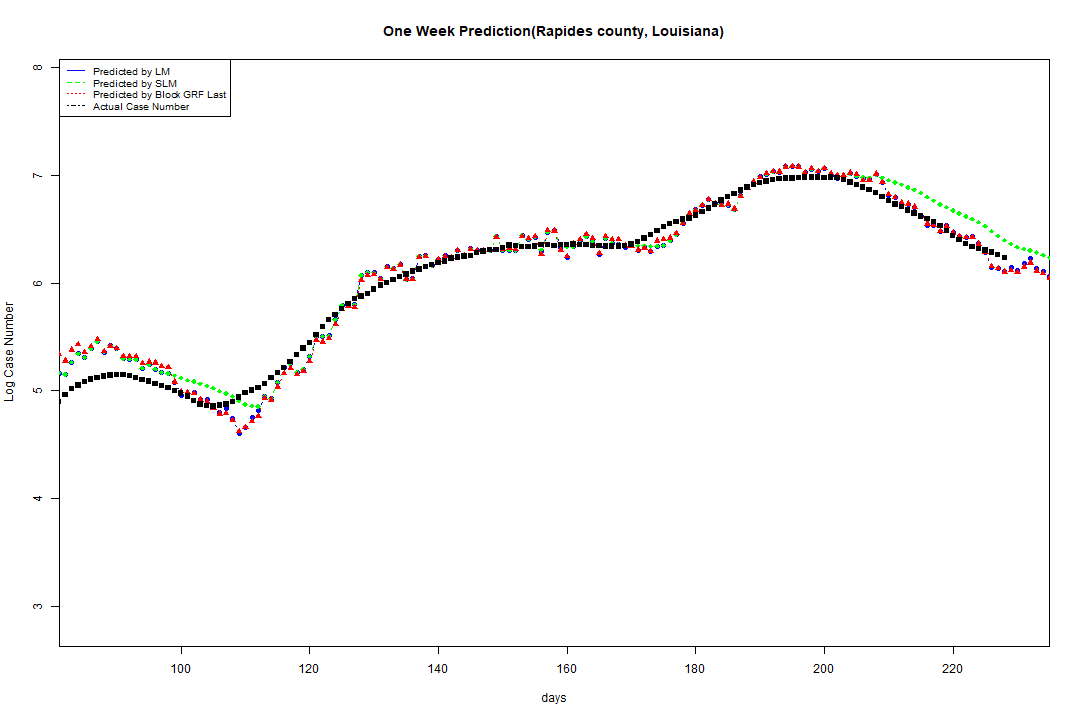 One Week Prediction(Rapides county, Louisiana)
Predicted by LM
Predicted by SLM
Predicted by Block GRF Last
Actual Case Number
Log Case Number
8
7
6
5
4
3
100 120 140 160 180 200 220
days